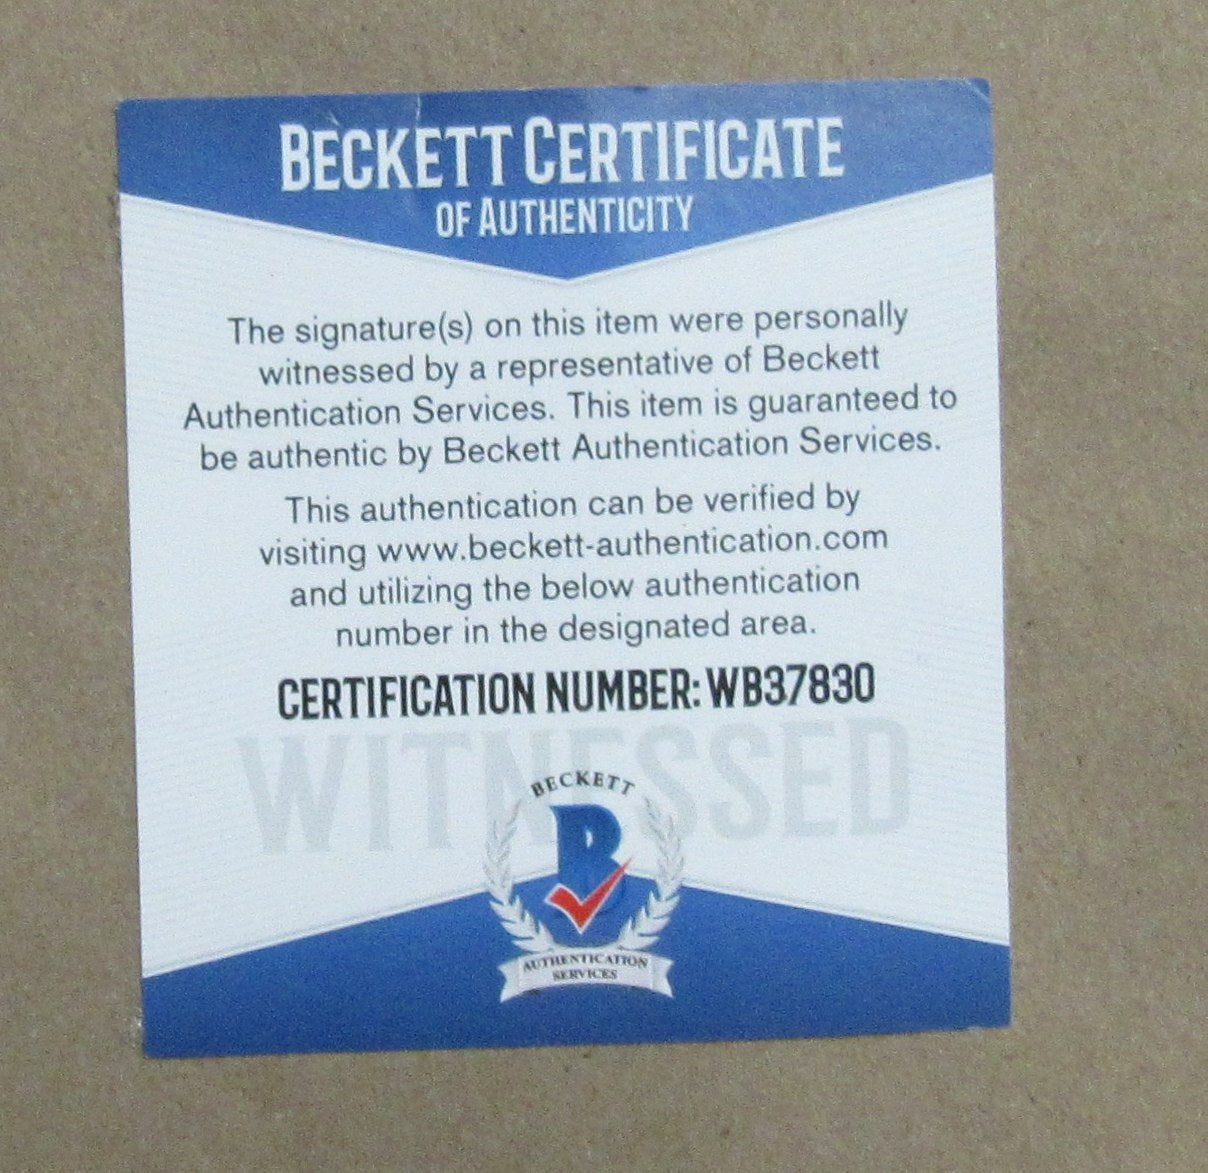 BECKETT CERTIFICATE
OF AUTHENTICITY
The signature(s) on this item were personally
witnessed by a representative of Beckett
Authentication Services. This item is guaranteed to
be authentic by Beckett Authentication Services.
This authentication can be verified by
visiting www.beckett-authentication.com
and utilizing the below authentication
number in the designated area.
CERTIFICATION NUMBER: WB37830
WITNESSED
BECKETT
B
AUTHENTICATION
SERVICES